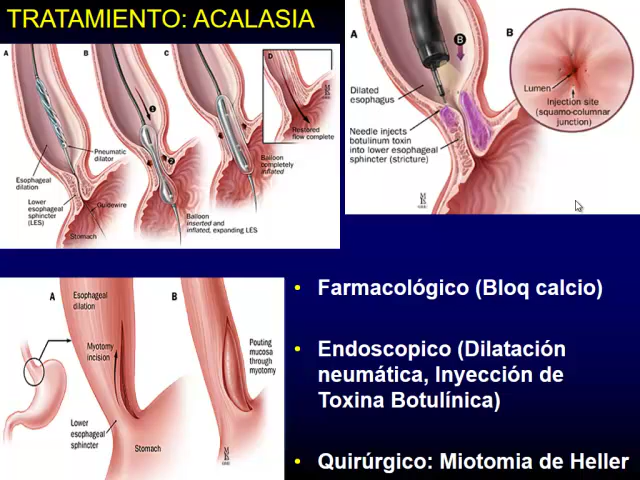 TRATAMIENTO: ACALASIA
A
B
C
D
Restored
flow complete
Pneumatic
dilator
Esophageal
dilation
Lower
esophageal
sphincter
(LES)
Guidewire
Stomach
1
2
Balloon
inserted and
inflated, expanding LES
Balloon
completely
inflated
A
B
B
Dilated
esophagus
Needle injects
botulinum toxin
into lower esophageal
sphincter (stricture)
Lumen
Injection site
(squamo-columnar
junction)
A
Esophageal
dilation
B
Myotomy
incision
Pouting
mucosa
through
myotomy
Lower
esophageal
sphincter
Stomach
• Farmacológico (Bloq calcio)
• Endoscopico (Dilatación
neumática, Inyección de
Toxina Botulínica)
• Quirúrgico: Miotomia de Heller